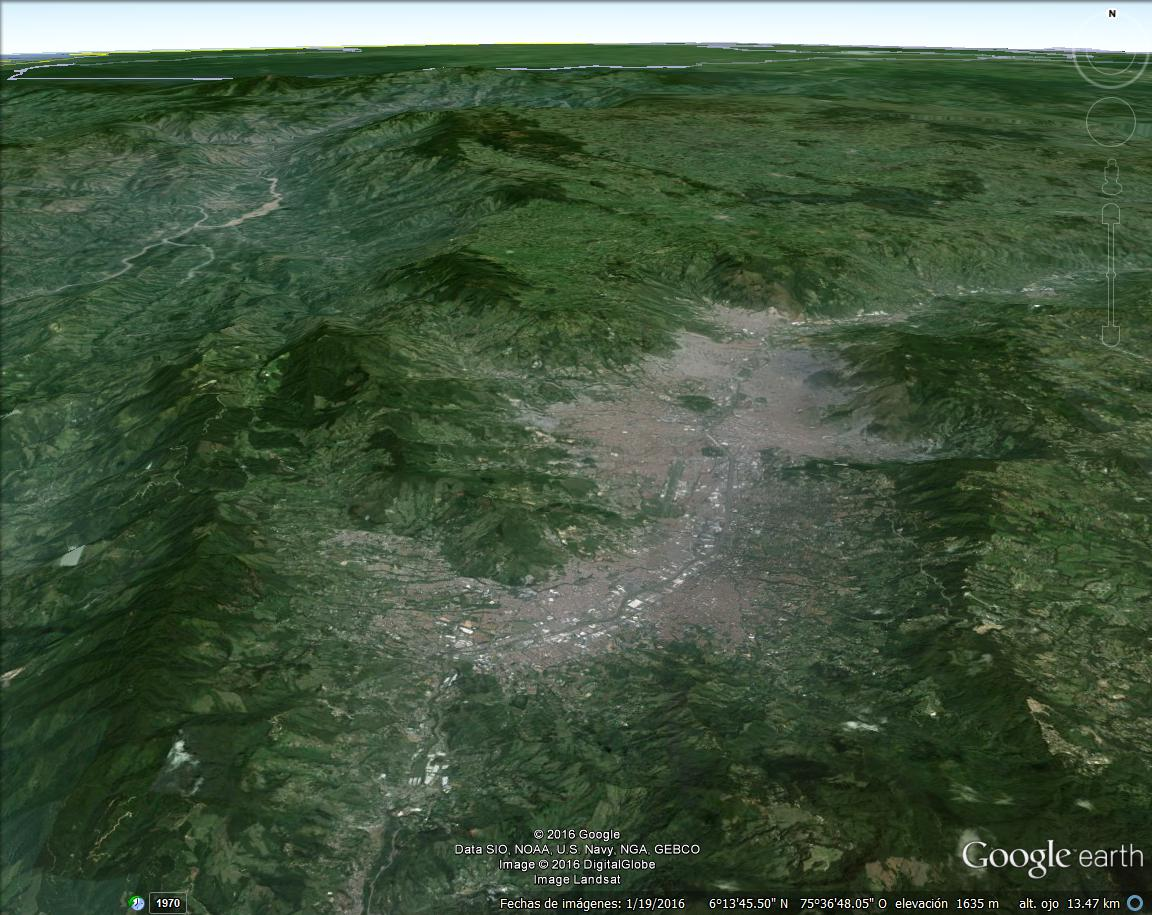 N
© 2016 Google
Data SIO, NOAA, U.S. Navy, NGA, GEBCO
Image © 2016 DigitalGlobe
Image Landsat
Google earth
1970
Fechas de imágenes: 1/19/2016 6°13'45.50" N 75°36'48.05" O elevación 1635 m alt. ojo 13.47 km